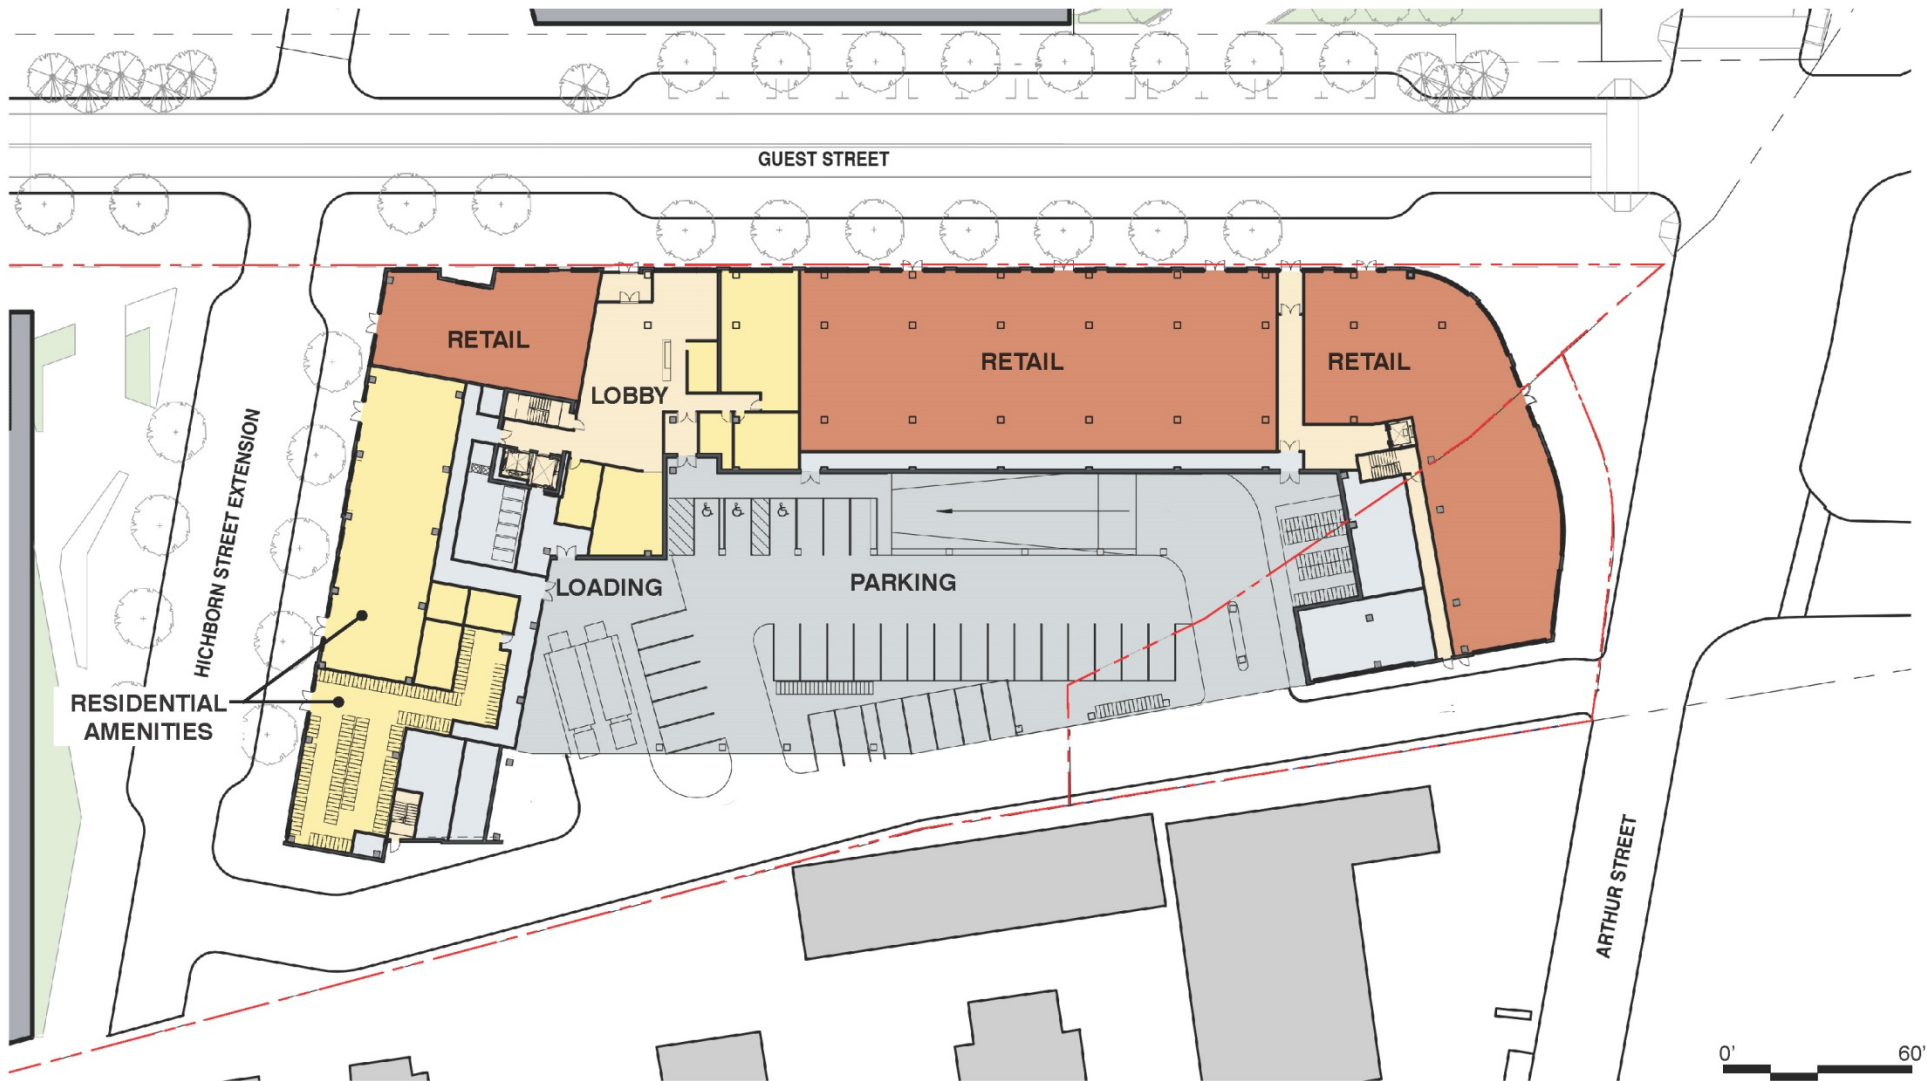 GUEST STREET
RETAIL
RETAIL
RETAIL
LOBBY
HICHBORN STREET EXTENSION
LOADING
PARKING
RESIDENTIAL
AMENITIES
ARTHUR STREET
0'
60'